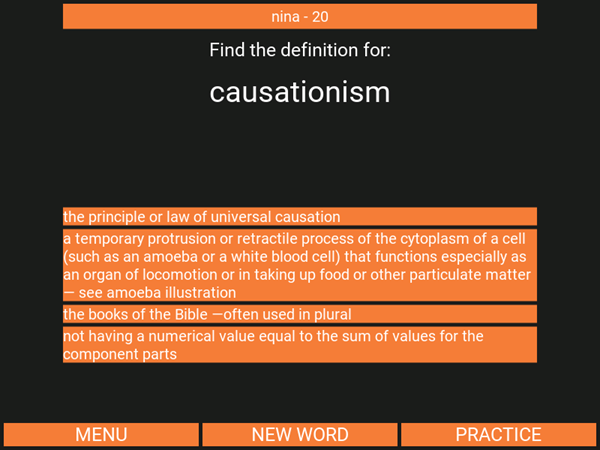 nina - 20
Find the definition for:
causationism
the principle or law of universal causation
a temporary protrusion or retractile process of the cytoplasm of a cell
(such as an amoeba or a white blood cell) that functions especially as
an organ of locomotion or in taking up food or other particulate matter
— see amoeba illustration
the books of the Bible —often used in plural
not having a numerical value equal to the sum of values for the
component parts
MENU
NEW WORD
PRACTICE